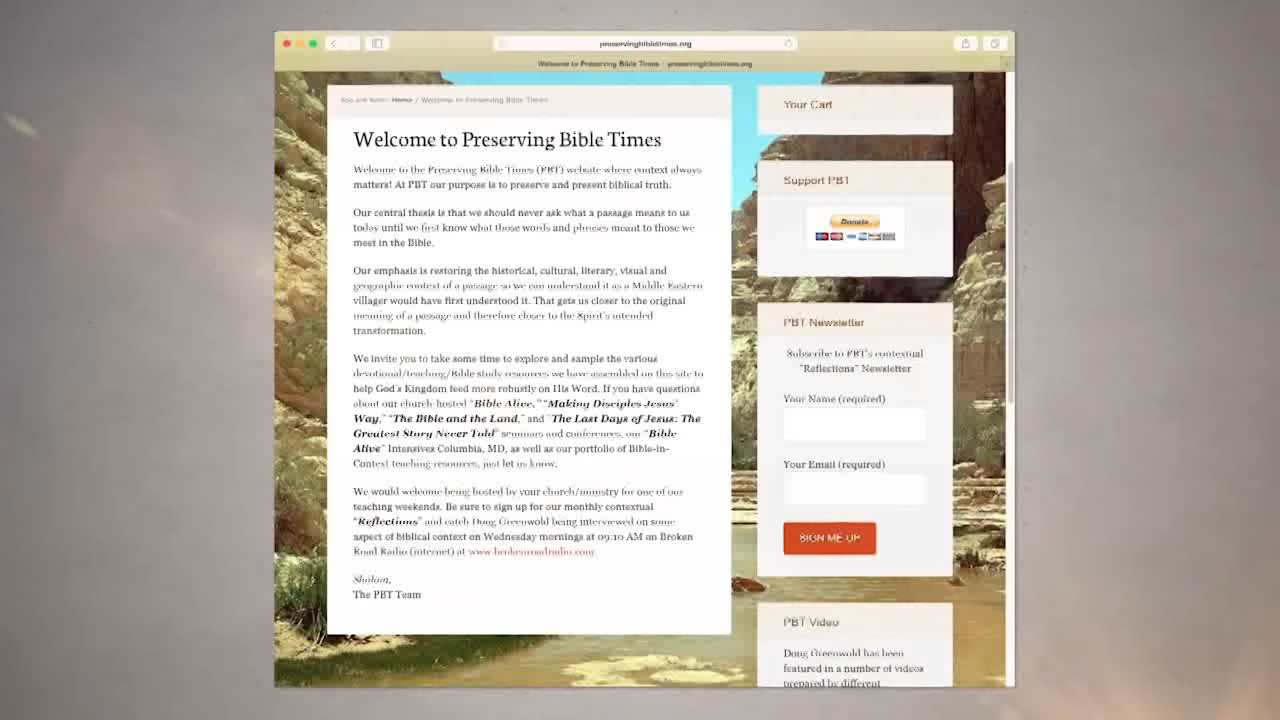 preservingbibletimes.org
Welcome to Preserving Bible Times - preservingbibletimes.org
You are here: Home / Welcome to Preserving Bible Times
Welcome to Preserving Bible Times
Welcome to the Preserving Bible Times (PBT) website where context always
matters! At PBT our purpose is to preserve and present biblical truth.
Our central thesis is that we should never ask what a passage means to us
today until we first know what those words and phrases meant to those we
meet in the Bible.
Our emphasis is restoring the historical, cultural, literary, visual and
geographic context of a passage so we can understand it as a Middle Eastern
villager would have first understood it. That gets us closer to the original
meaning of a passage and therefore closer to the Spirit's intended
transformation.
We invite you to take some time to explore and sample the various
devotional/teaching/Bible study resources we have assembled on this site to
help God's Kingdom feed more robustly on His Word. If you have questions
about our church-hosted "Bible Alive," "Making Disciples Jesus'
Way," "The Bible and the Land," and "The Last Days of Jesus: The
Greatest Story Never Told" seminars and conferences, our "Bible
Alive" Intensives Columbia, MD, as well as our portfolio of Bible-in-
Context teaching resources, just let us know.
We would welcome being hosted by your church/ministry for one of our
teaching weekends. Be sure to sign up for our monthly contextual
"Reflections" and catch Doug Greenwold being interviewed on some
aspect of biblical context on Wednesday mornings at 09:10 AM on Broken
Road Radio (internet) at www.brokenroadradio.com.
Shalom,
The PBT Team
Your Cart
Support PBT
Donate
PBT Newsletter
Subscribe to PBT's contextual
"Reflections" Newsletter
Your Name (required)
Your Email (required)
SIGN ME UP
PBT Video
Doug Greenwold has been
featured in a number of videos
prepared by different